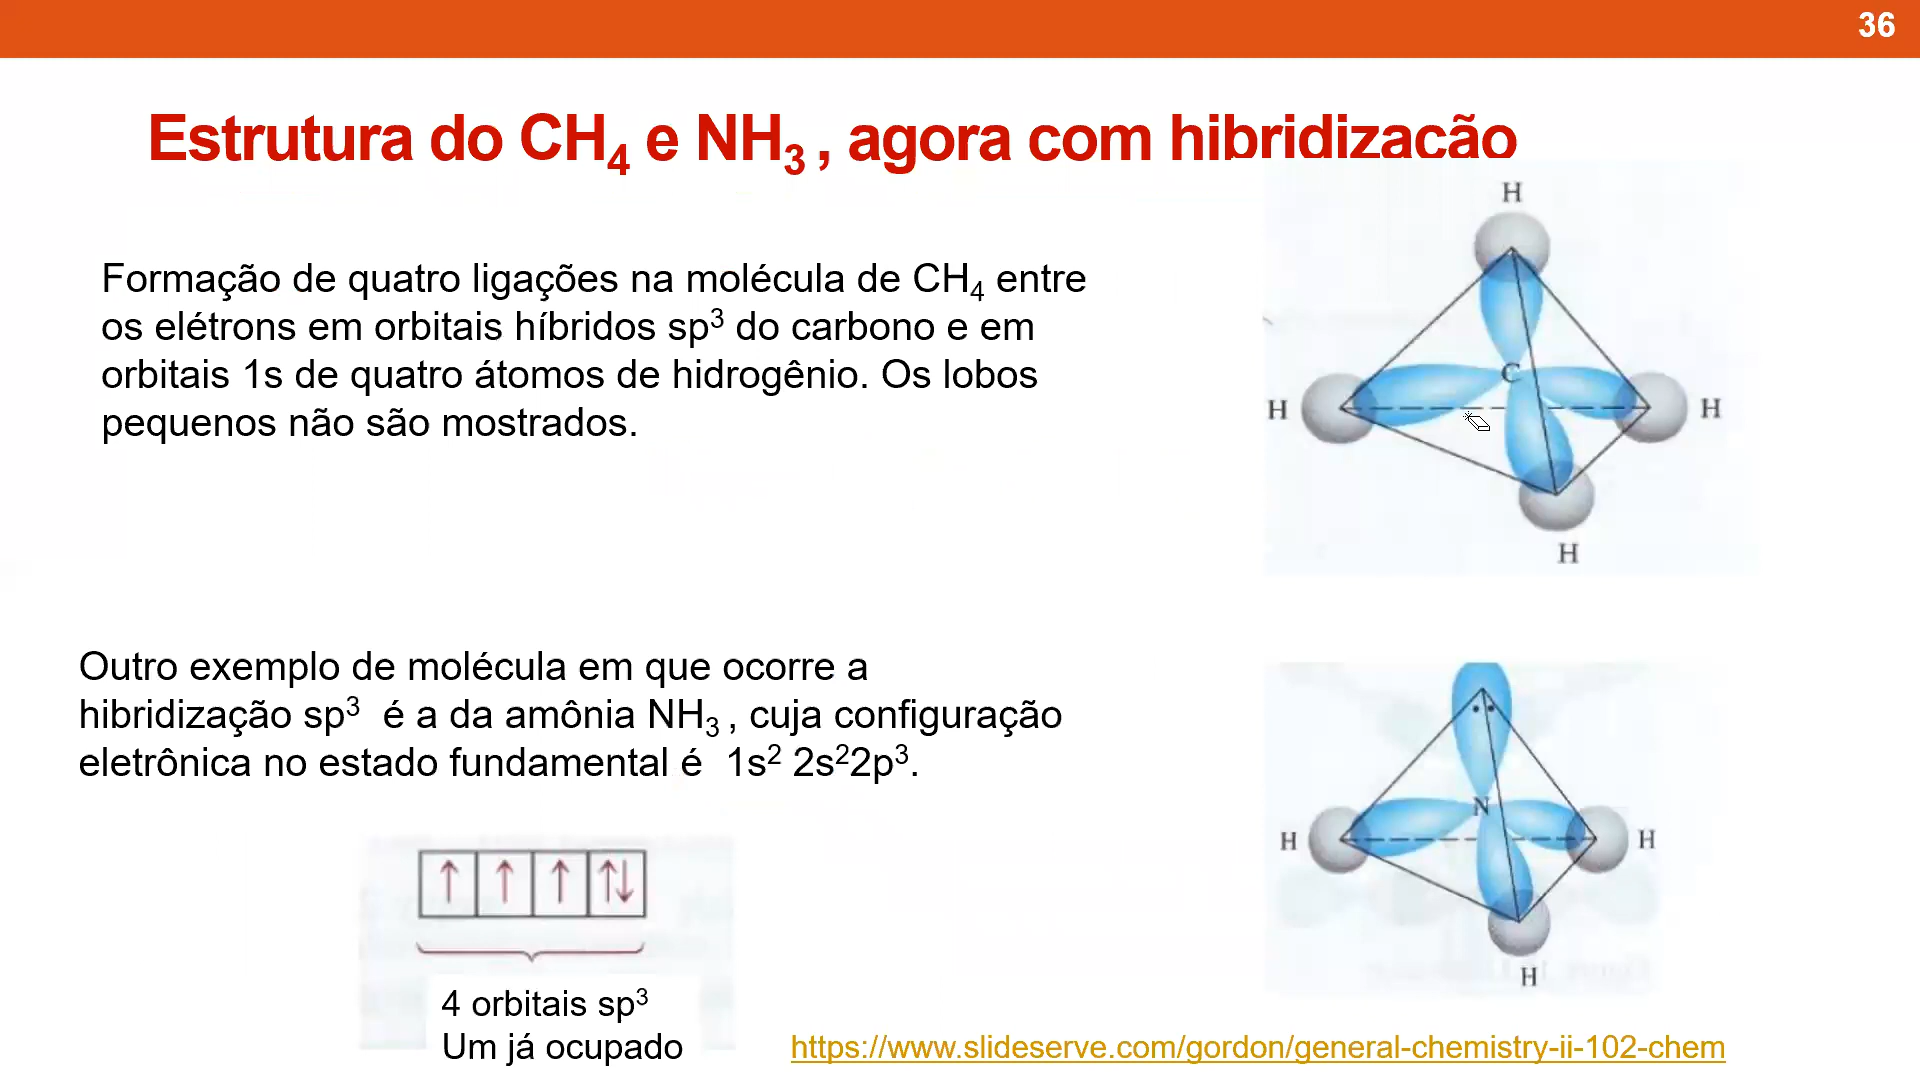 36
Estrutura do CH₄ e NH₃ , agora com hibridização
Formação de quatro ligações na molécula de CH₄ entre
os elétrons em orbitais híbridos sp³ do carbono e em
orbitais 1s de quatro átomos de hidrogênio. Os lobos
pequenos não são mostrados.
H
C
H
H
H
Outro exemplo de molécula em que ocorre a
hibridização sp³ é a da amônia NH₃ , cuja configuração
eletrônica no estado fundamental é 1s² 2s²2p³.
N
H
H
H
4 orbitais sp³
Um já ocupado
https://www.slideserve.com/gordon/general-chemistry-ii-102-chem